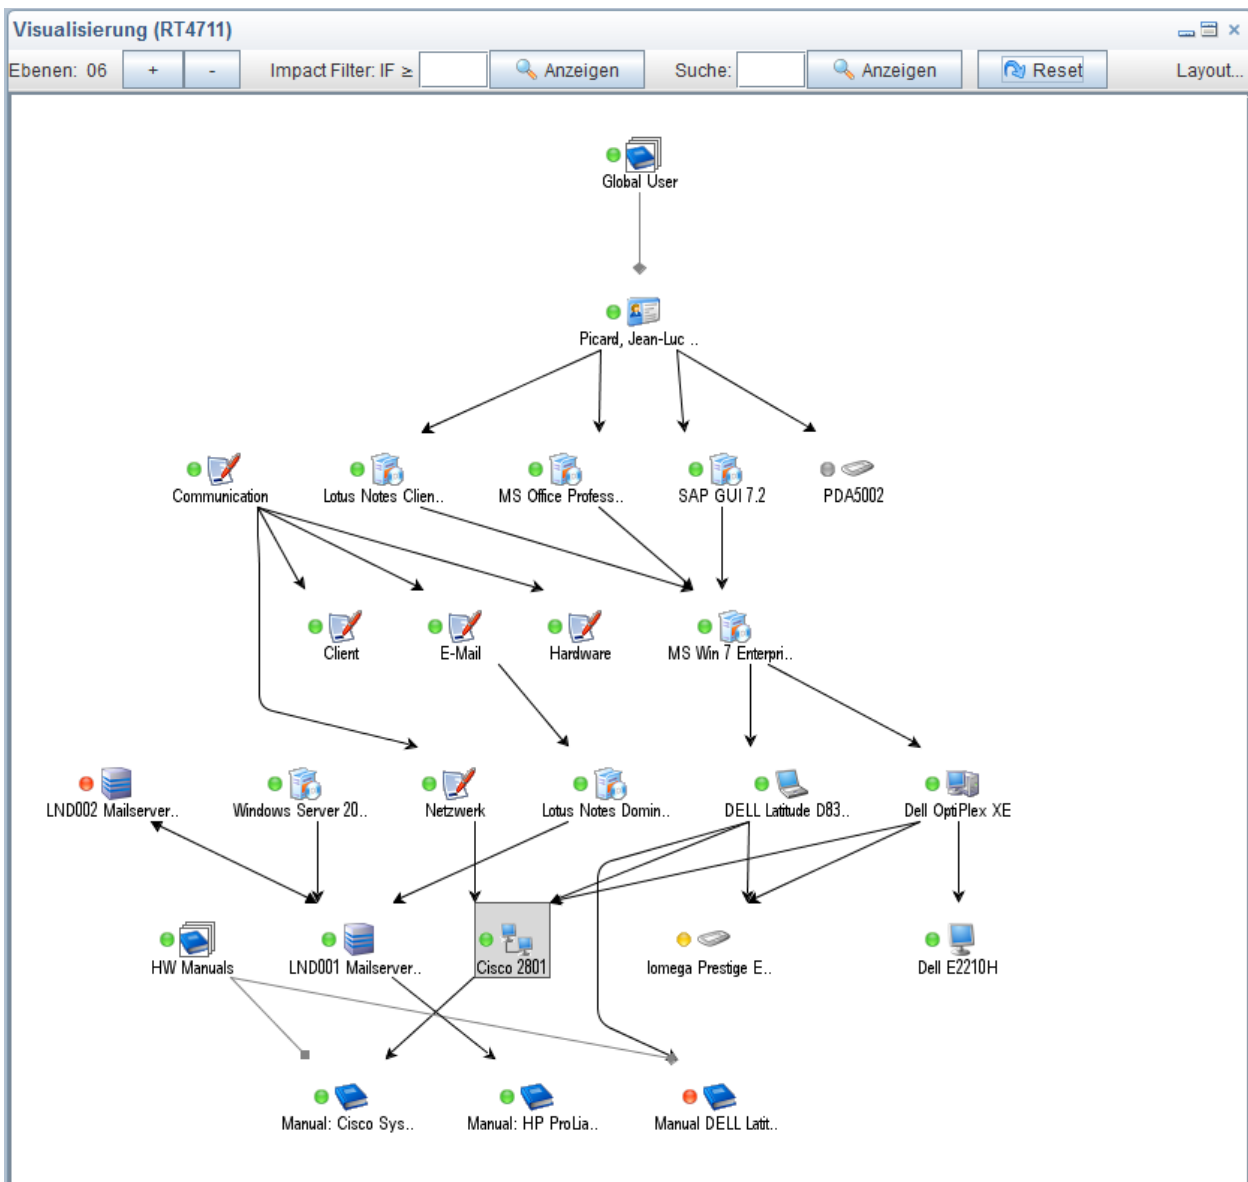 Visualisierung (RT4711)
Ebenen: 06 + - Impact Filter: IF ≥ Anzeigen Suche: Anzeigen Reset Layout...
Global User
Picard, Jean-Luc ..
Communication Lotus Notes Clien.. MS Office Profess.. SAP GUI 7.2 PDA5002
Client E-Mail Hardware MS Win 7 Enterpri..
LND002 Mailserver.. Windows Server 20.. Netzwerk Lotus Notes Domin.. DELL Latitude D83.. Dell OptiPlex XE
HW Manuals LND001 Mailserver.. Cisco 2801 Iomega Prestige E.. Dell E2210H
Manual: Cisco Sys.. Manual: HP ProLia.. Manual DELL Latit..